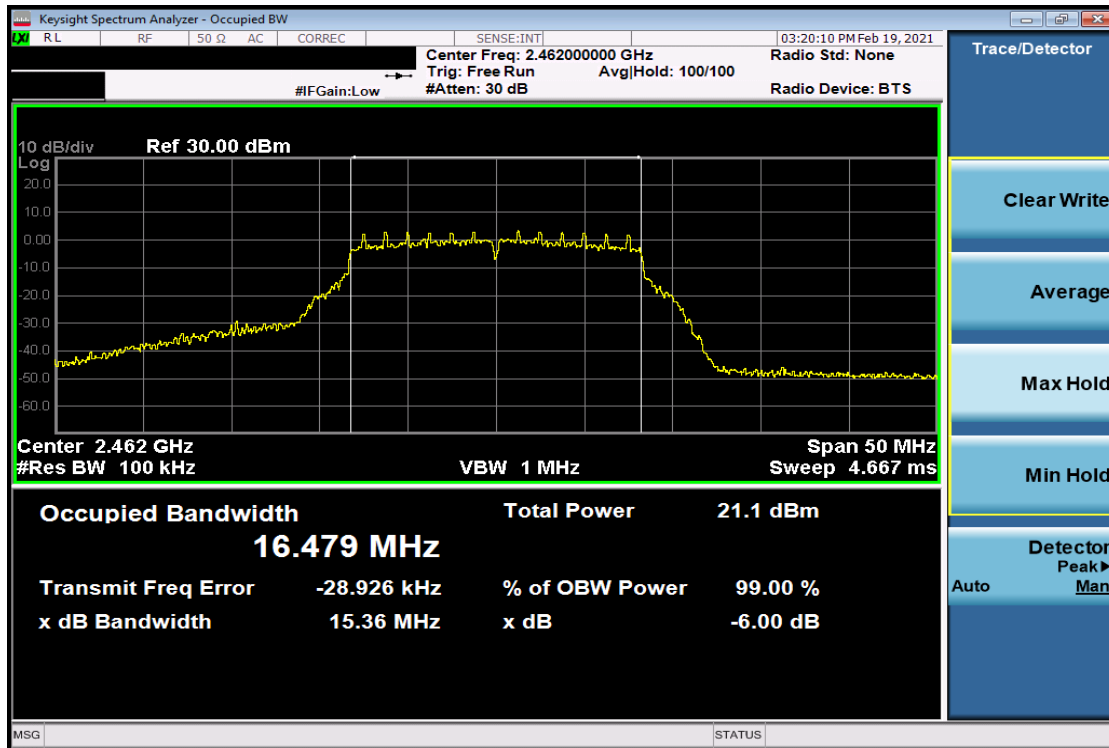 Keysight Spectrum Analyzer - Occupied BW
LXI RL RF 50 Ω AC CORREC SENSE:INT 03:20:10 PM Feb 19, 2021
Center Freq: 2.462000000 GHz Radio Std: None
Trig: Free Run Avg|Hold: 100/100
#IFGain:Low #Atten: 30 dB Radio Device: BTS
10 dB/div Ref 30.00 dBm
Log
20.0
10.0
0.00
-10.0
-20.0
-30.0
-40.0
-50.0
-60.0
Center 2.462 GHz Span 50 MHz
#Res BW 100 kHz VBW 1 MHz Sweep 4.667 ms
Occupied Bandwidth Total Power 21.1 dBm
16.479 MHz
Transmit Freq Error -28.926 kHz % of OBW Power 99.00 %
x dB Bandwidth 15.36 MHz x dB -6.00 dB
MSG STATUS
Trace/Detector
Clear Write
Average
Max Hold
Min Hold
Detector
Peak▶
Auto Man